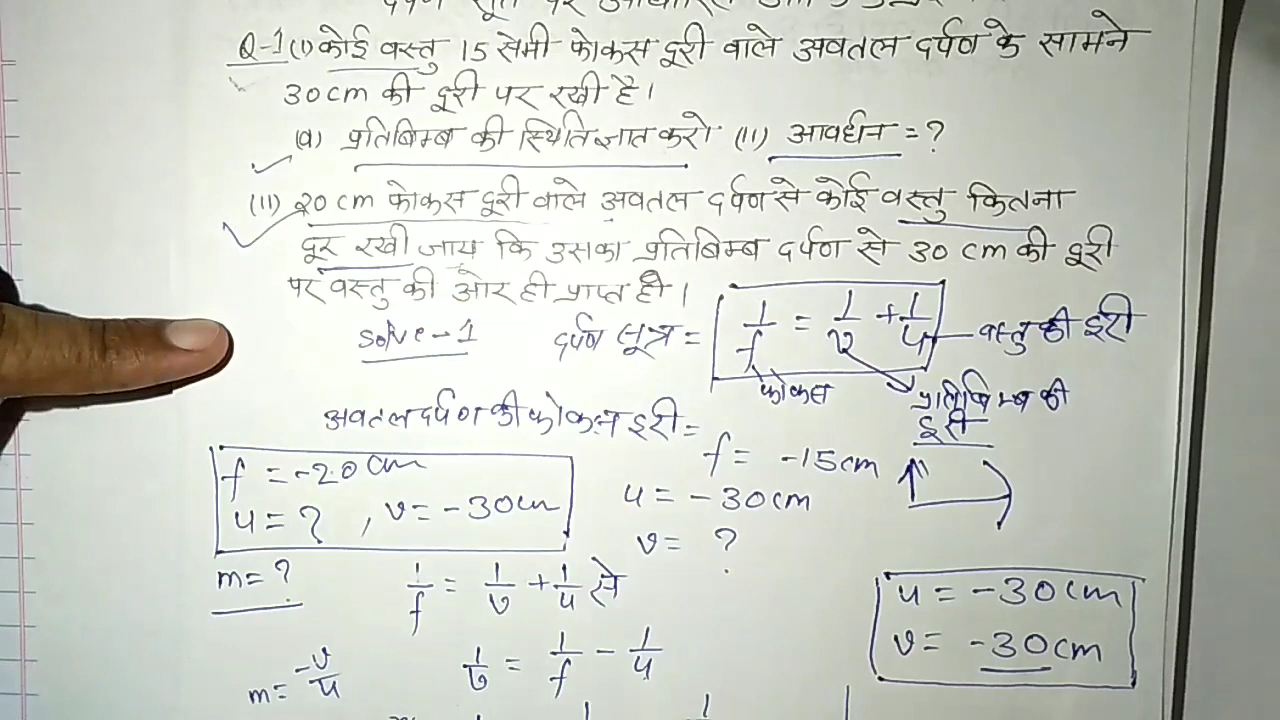 Q-1 (i) कोई वस्तु 15 सेमी फोकस दूरी वाले अवतल दर्पण के सामने
30 cm की दूरी पर रखी है।
(a) प्रतिबिम्ब की स्थिति ज्ञात करो (ii) आवर्धन = ?
(ii) 20 cm फोकस दूरी वाले अवतल दर्पण से कोई वस्तु कितना
दूर रखी जाय कि उसका प्रतिबिम्ब दर्पण से 30 cm की दूरी
पर वस्तु की ओर ही प्राप्त हो।
Solve-1 दर्पण सूत्र = 1/f = 1/v + 1/u वस्तु की दूरी
फोकस प्रतिबिम्ब की
दूरी
अवतल दर्पण की फोकस दूरी =
f = -15cm
f = -20cm
u = -30cm
u = ? , v = -30cm
v = ?
m = ? 1/f = 1/v + 1/u से
u = -30cm
v = -30cm
m = -v/u 1/v = 1/f - 1/u